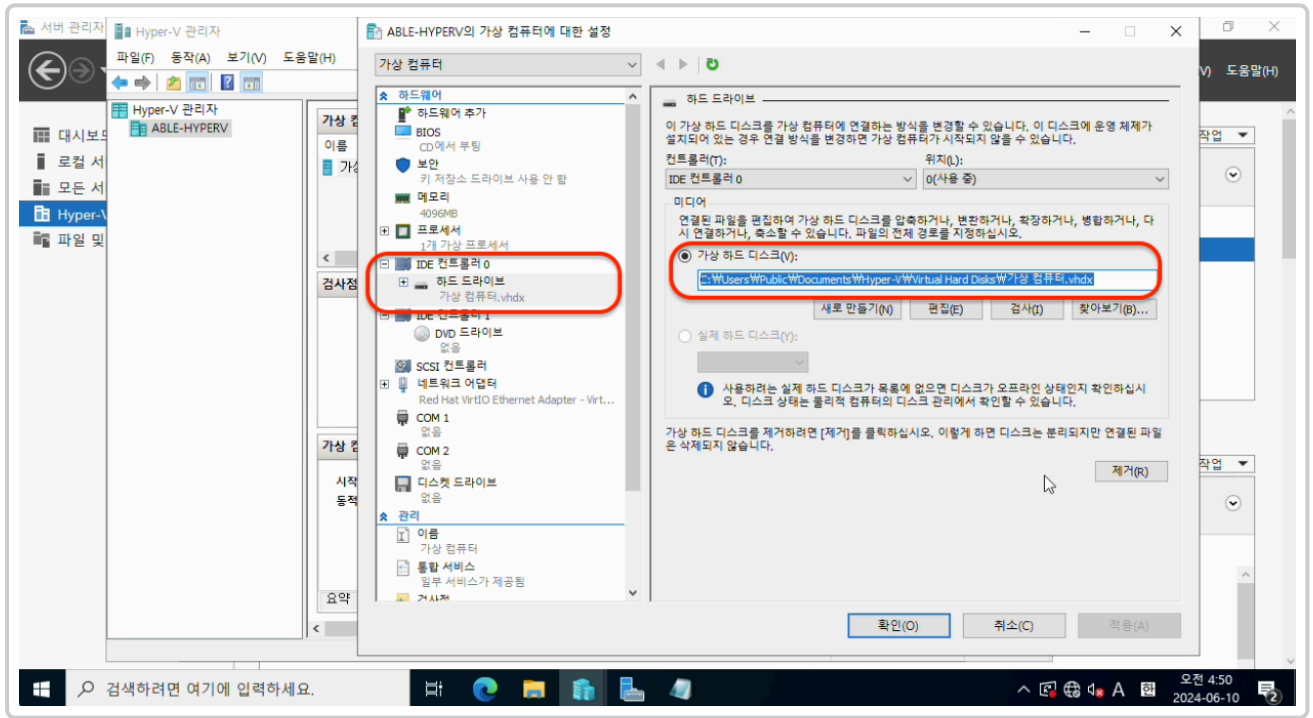 서버 관리자
Hyper-V 관리자
ABLE-HYPERV의 가상 컴퓨터에 대한 설정
파일(F) 동작(A) 보기(V) 도움말(H)
가상 컴퓨터
V) 도움말(H)
Hyper-V 관리자
ABLE-HYPERV
대시보드
로컬 서
모든 서
Hyper-V
파일 및
가상 컴
이름
가상
검사점
가상 컴
시작
동적
요약
하드웨어
하드웨어 추가
BIOS
CD에서 부팅
보안
키 저장소 드라이브 사용 안 함
메모리
4096MB
프로세서
1개 가상 프로세서
IDE 컨트롤러 0
하드 드라이브
가상 컴퓨터.vhdx
IDE 컨트롤러 1
DVD 드라이브
없음
SCSI 컨트롤러
네트워크 어댑터
Red Hat VirtIO Ethernet Adapter - Virt...
COM 1
없음
COM 2
없음
디스켓 드라이브
없음
관리
이름
가상 컴퓨터
통합 서비스
일부 서비스가 제공됨
검사점
하드 드라이브
이 가상 하드 디스크를 가상 컴퓨터에 연결하는 방식을 변경할 수 있습니다. 이 디스크에 운영 체제가
설치되어 있는 경우 연결 방식을 변경하면 가상 컴퓨터가 시작되지 않을 수 있습니다.
컨트롤러(T): 위치(L):
IDE 컨트롤러 0 0(사용 중)
미디어
연결된 파일을 편집하여 가상 하드 디스크를 압축하거나, 변환하거나, 확장하거나, 병합하거나, 다
시 연결하거나, 축소할 수 있습니다. 파일의 전체 경로를 지정하십시오.
가상 하드 디스크(V):
C:₩Users₩Public₩Documents₩Hyper-V₩Virtual Hard Disks₩가상 컴퓨터.vhdx
새로 만들기(N) 편집(E) 검사(I) 찾아보기(B)...
실제 하드 디스크(Y):
사용하려는 실제 하드 디스크가 목록에 없으면 디스크가 오프라인 상태인지 확인하십시
오. 디스크 상태는 물리적 컴퓨터의 디스크 관리에서 확인할 수 있습니다.
가상 하드 디스크를 제거하려면 [제거]를 클릭하십시오. 이렇게 하면 디스크는 분리되지만 연결된 파일
은 삭제되지 않습니다.
제거(R)
확인(O) 취소(C) 적용(A)
작업
작업
검색하려면 여기에 입력하세요.
A
오전 4:50
2024-06-10
2